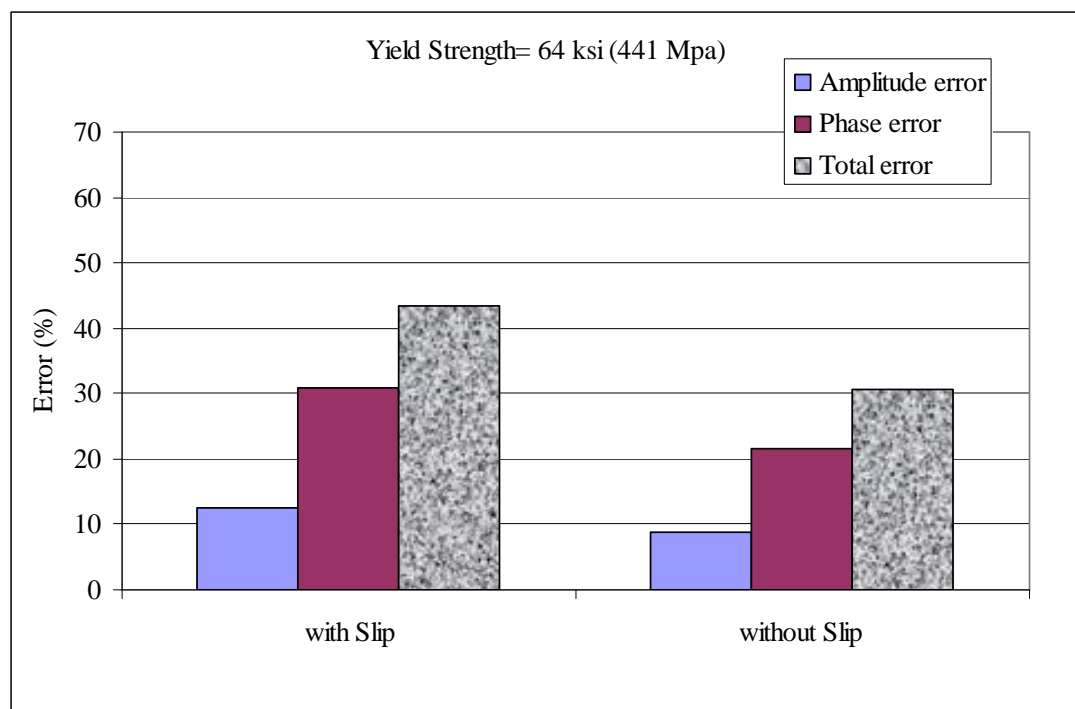 Yield Strength= 64 ksi (441 Mpa)
Amplitude error
Phase error
Total error
70
60
50
40
30
20
10
0
Error (%)
with Slip
without Slip